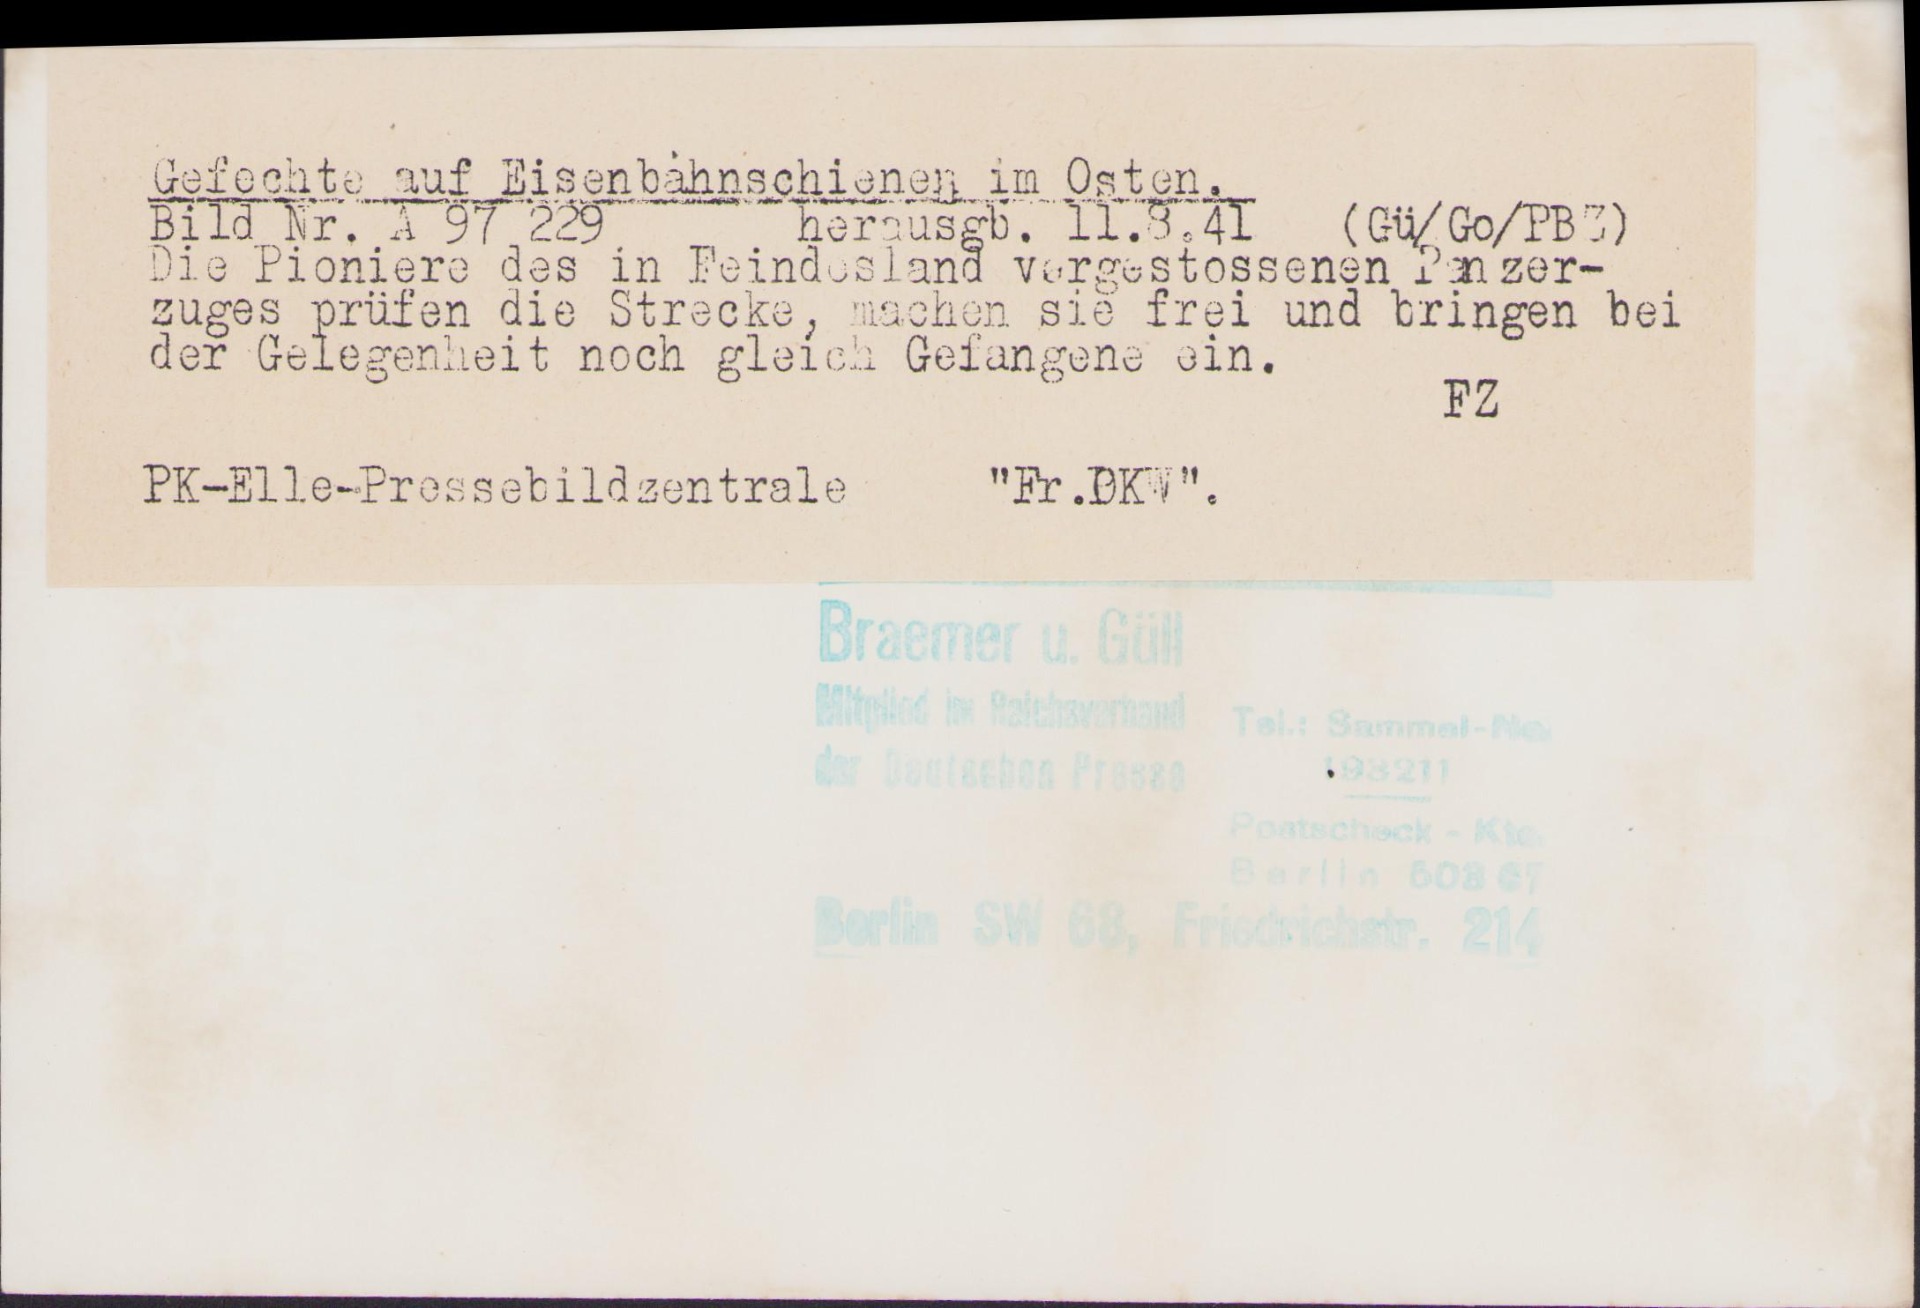 Gefechte auf Eisenbahnschienen im Osten.
Bild Nr. A 97 229 herausgb. 11.8.41 (Gü/Go/PBZ)
Die Pioniere des in Feindesland vorgestossenen Panzer-
zuges prüfen die Strecke, machen sie frei und bringen bei
der Gelegenheit noch gleich Gefangene ein.
FZ
PK-Elle-Pressebildzentrale "Fr.OKW".
Braemer u. Güll
Mitglied im Reichsverband
der Deutschen Presse
Tel.: Sammel-No.
193211
Postscheck - Kto.
Berlin
Berlin SW 68, Friedrichstr. 214